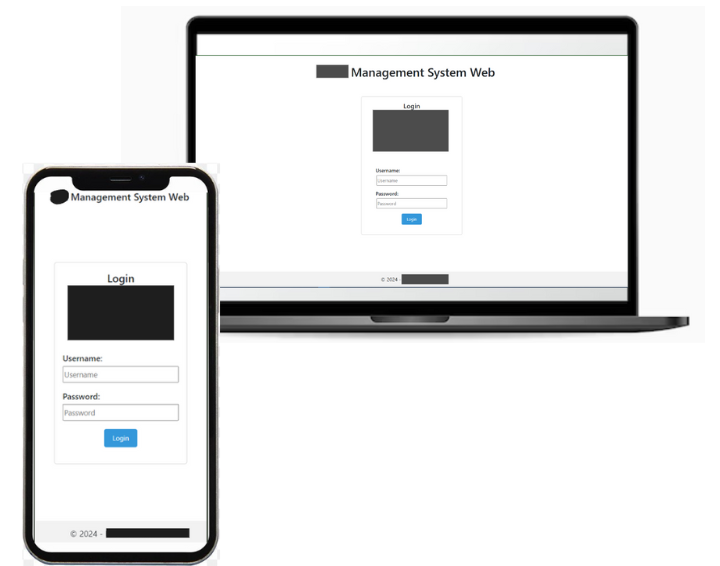 Management System Web
Login
Username:
Username
Password:
Password
Login
© 2024 -
Management System Web
Login
Username:
Username
Password:
Password
Login
© 2024 -